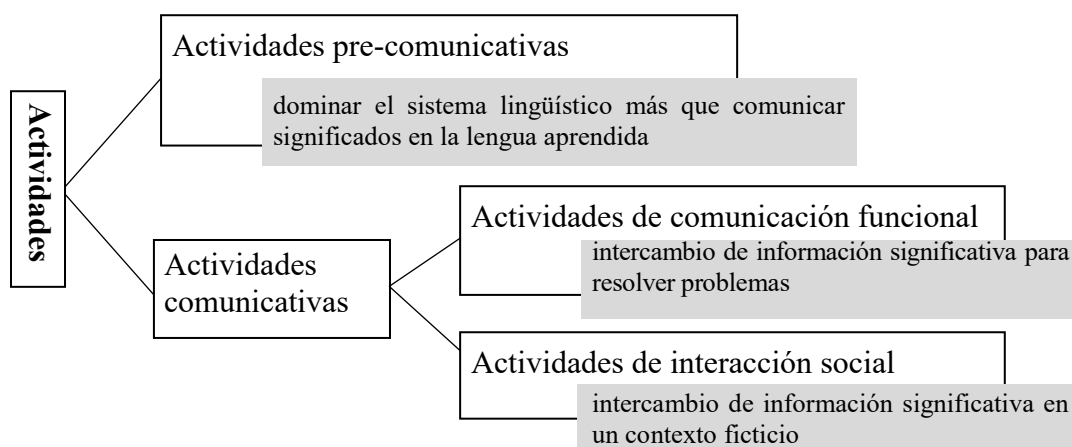 Actividades
Actividades pre-comunicativas
dominar el sistema lingüístico más que comunicar
significados en la lengua aprendida
Actividades
comunicativas
Actividades de comunicación funcional
intercambio de información significativa para
resolver problemas
Actividades de interacción social
intercambio de información significativa en
un contexto ficticio